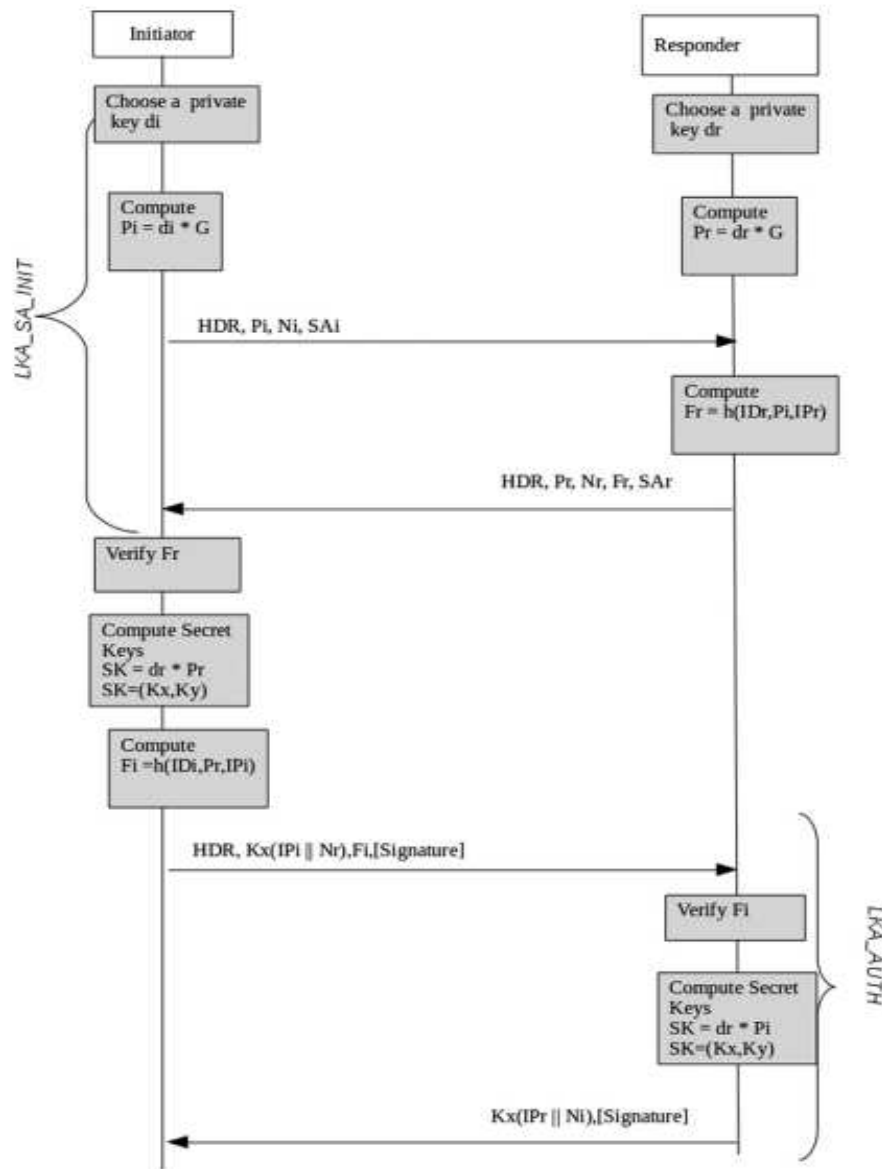 Initiator
Responder
Choose a private
key di
Choose a private
key dr
Compute
Pi = di * G
Compute
Pr = dr * G
LKA_SA_INIT
HDR, Pi, Ni, SAi
Compute
Fr = h(IDr,Pi,IPr)
HDR, Pr, Nr, Fr, SAr
Verify Fr
Compute Secret
Keys
SK = dr * Pr
SK=(Kx,Ky)
Compute
Fi =h(IDi,Pr,IPi)
HDR, Kx(IPi || Nr),Fi,[Signature]
Verify Fi
LKA_AUTH
Compute Secret
Keys
SK = dr * Pi
SK=(Kx,Ky)
Kx(IPr || Ni),[Signature]